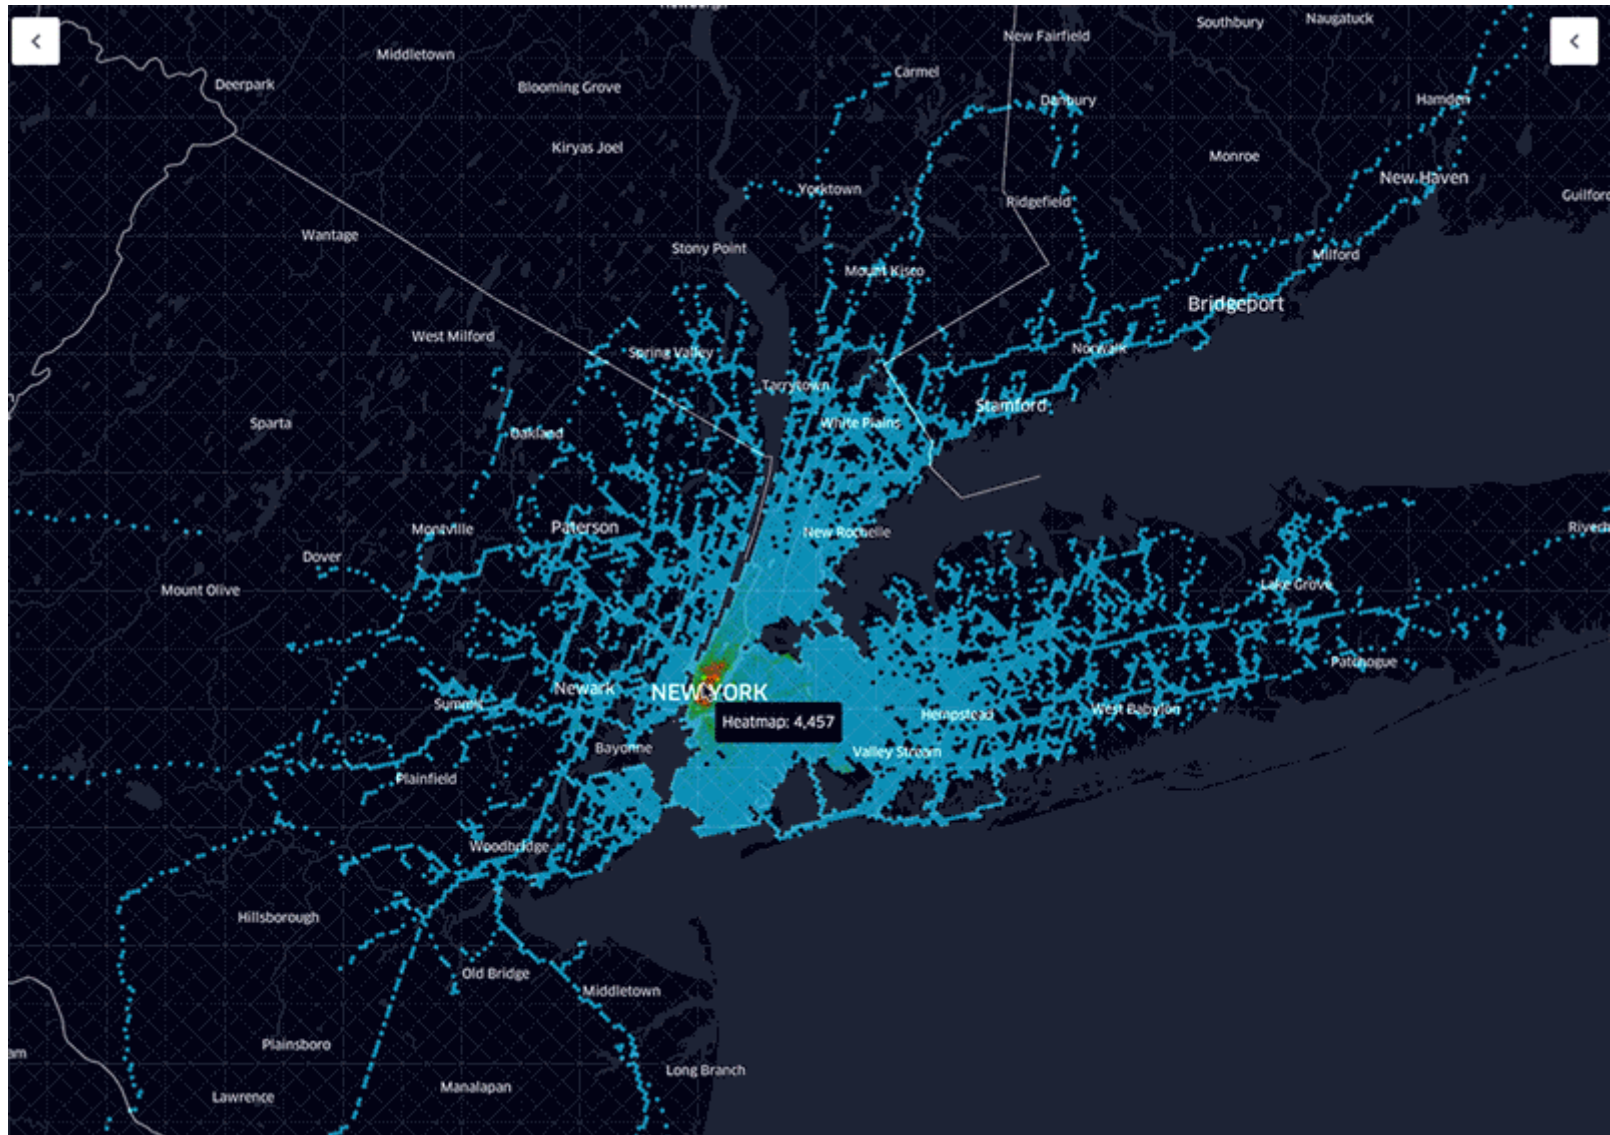 Southbury
Naugatuck
New Fairfield
Middletown
Carmel
Deerpark
Blooming Grove
Danbury
Hamden
Kiryas Joel
Monroe
New Haven
Yorktown
Ridgefield
Wantage
Stony Point
Milford
Mount Kisco
Bridgeport
West Milford
Spring Valley
Norwalk
Tarrytown
Stamford
Sparta
White Plains
Oakland
Montville
Paterson
New Rochelle
Dover
Mount Olive
Lake Grove
Patchogue
Newark
NEW YORK
Summit
West Babylon
Hempstead
Heatmap: 4,457
Bayonne
Valley Stream
Plainfield
Woodbridge
Hillsborough
Old Bridge
Middletown
Plainsboro
Long Branch
Manalapan
Lawrence